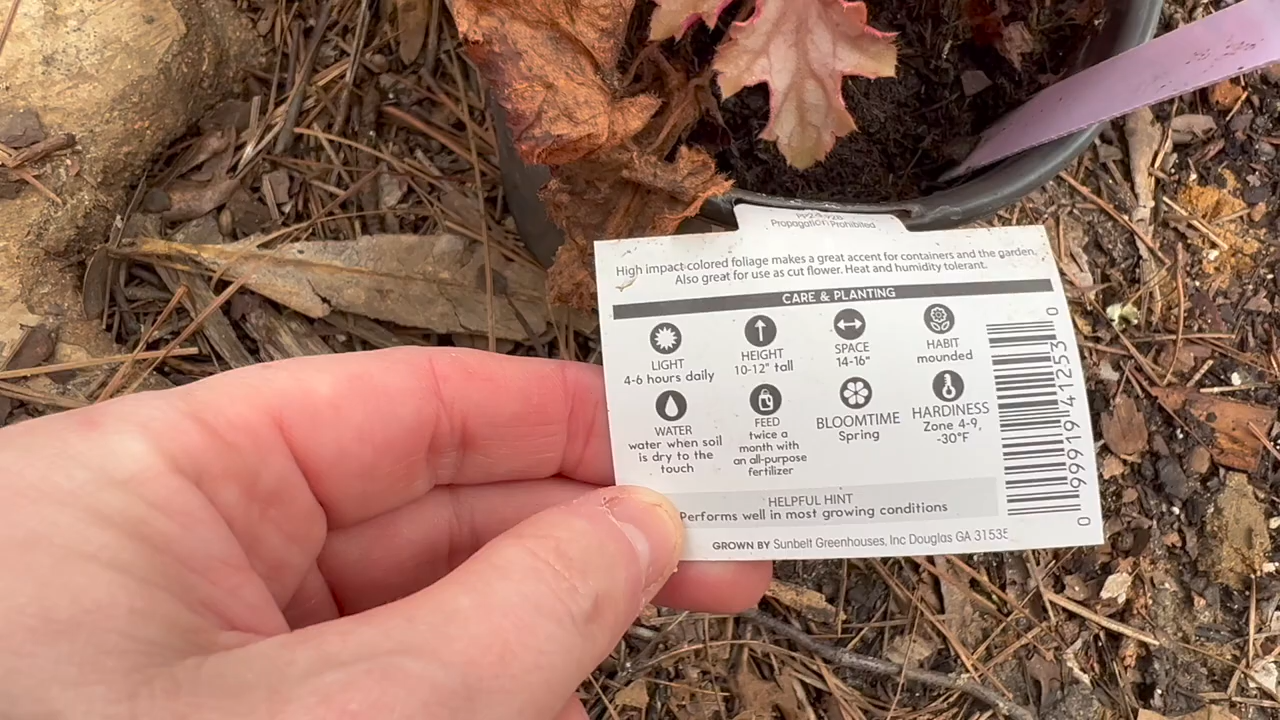 Propagation Prohibited
High impact colored foliage makes a great accent for containers and the garden.
Also great for use as cut flower. Heat and humidity tolerant.
CARE & PLANTING
LIGHT
4-6 hours daily
HEIGHT
10-12" tall
SPACE
14-16"
HABIT
mounded
WATER
water when soil
is dry to the
touch
FEED
twice a
month with
an all-purpose
fertilizer
BLOOMTIME
Spring
HARDINESS
Zone 4-9,
-30°F
HELPFUL HINT
Performs well in most growing conditions
GROWN BY Sunbelt Greenhouses, Inc Douglas GA 31535
0 99919 41253 0